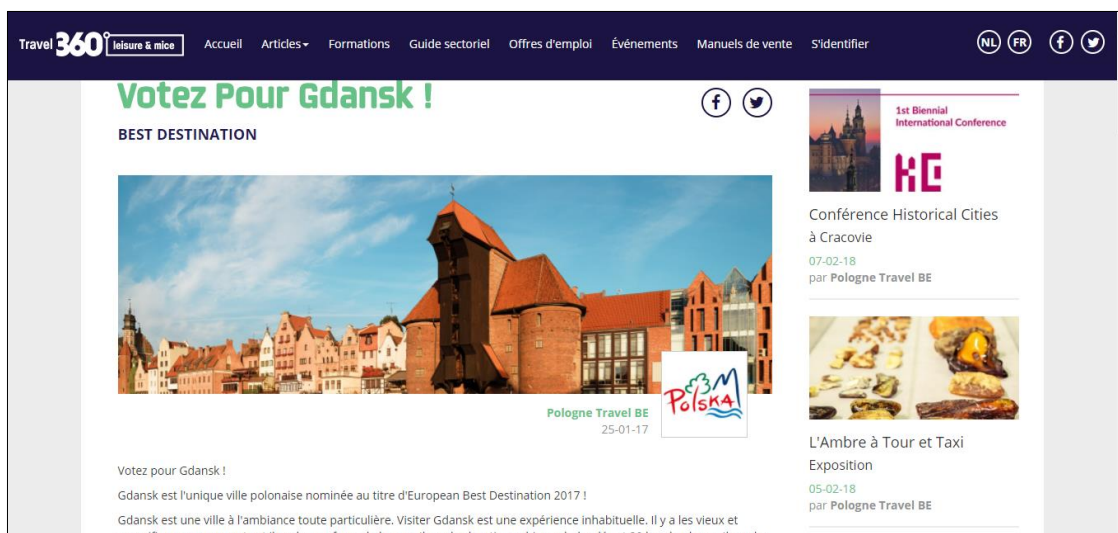 Travel 360° leisure & mice Accueil Articles Formations Guide sectoriel Offres d'emploi Événements Manuels de vente S'identifier NL FR
Votez Pour Gdansk !
BEST DESTINATION
POLSKA
Pologne Travel BE
25-01-17
Votez pour Gdansk !
Gdansk est l'unique ville polonaise nominée au titre d'European Best Destination 2017 !
Gdansk est une ville à l'ambiance toute particulière. Visiter Gdansk est une expérience inhabituelle. Il y a les vieux et
1st Biennial
International Conference
Conférence Historical Cities
à Cracovie
07-02-18
par Pologne Travel BE
L'Ambre à Tour et Taxi
Exposition
05-02-18
par Pologne Travel BE